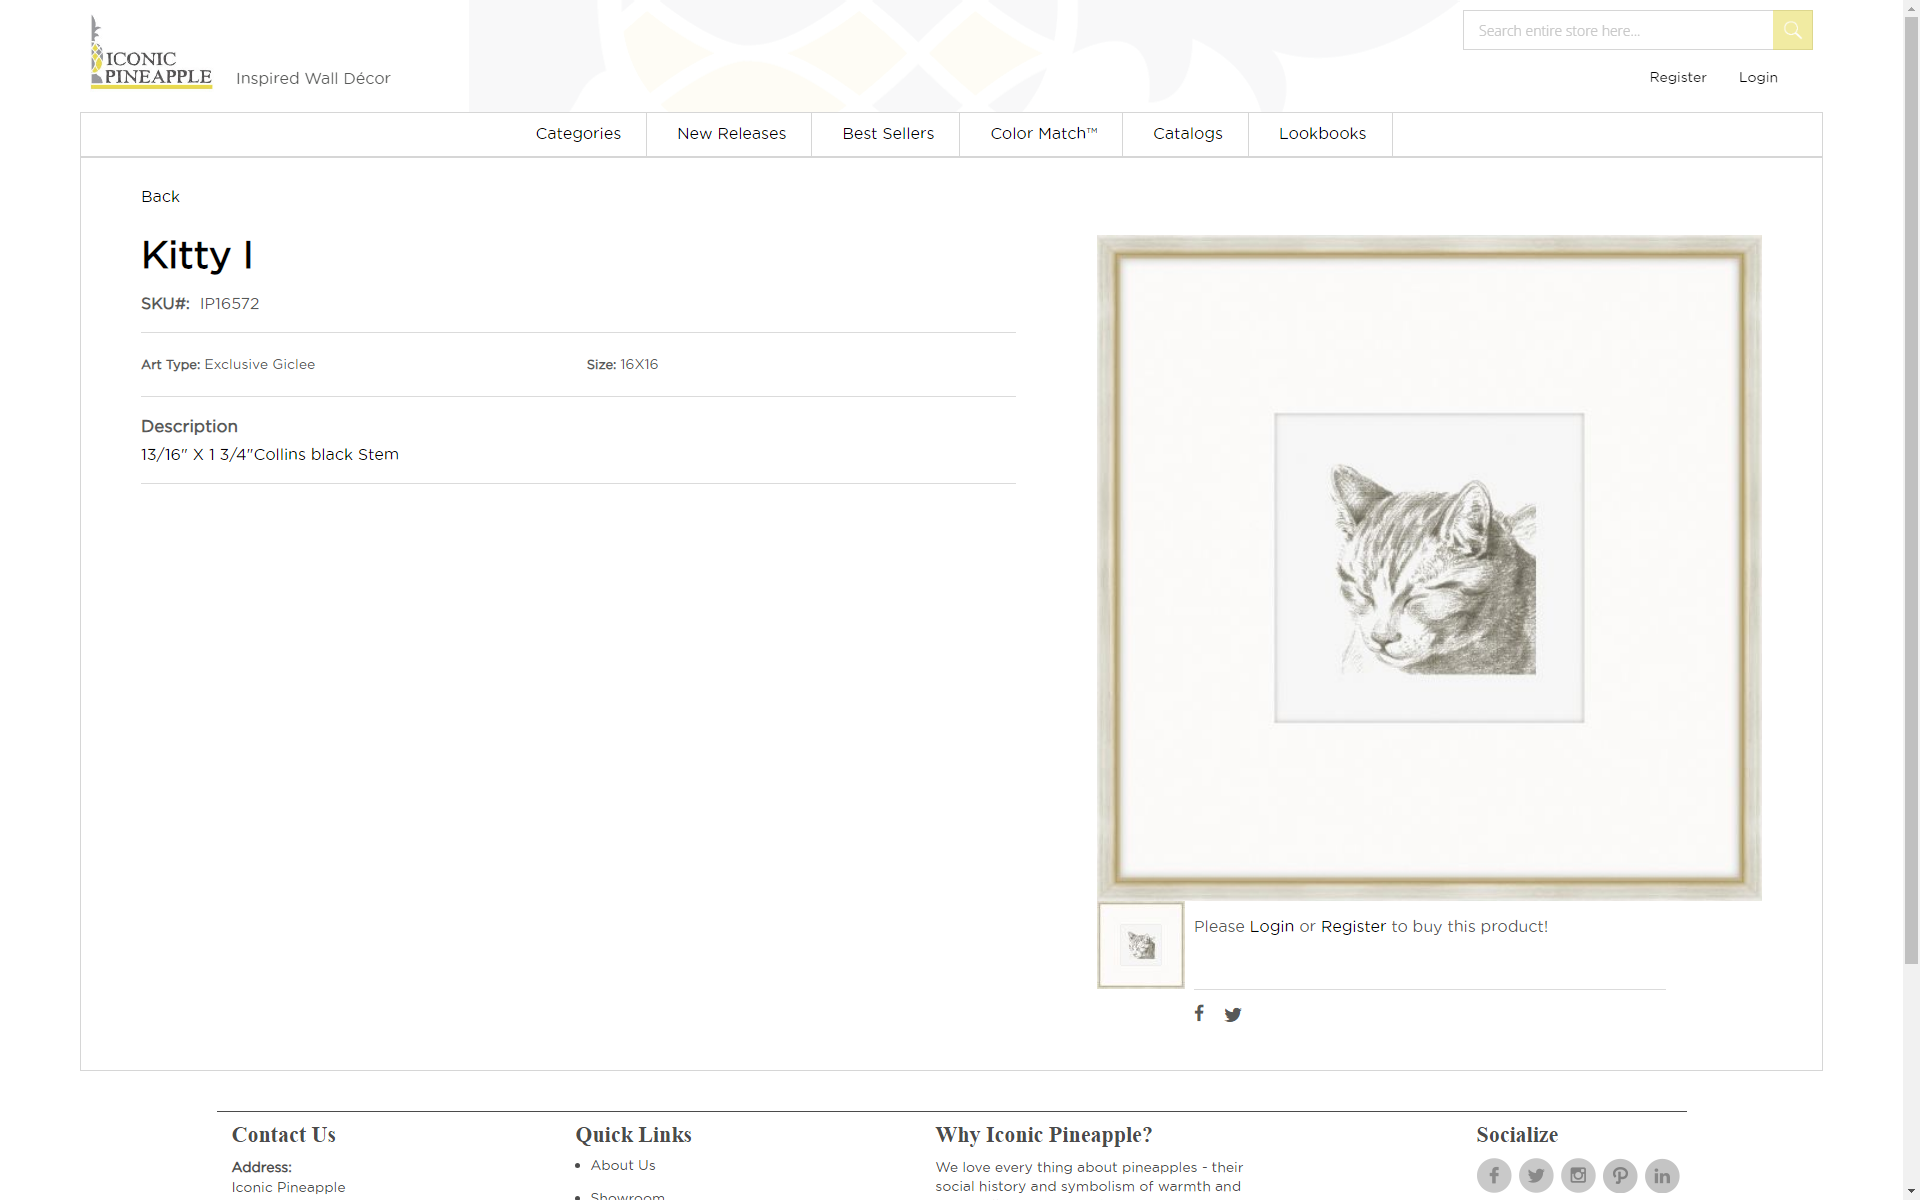 ICONIC
PINEAPPLE
Inspired Wall Décor
Search entire store here...
Register
Login
Categories
New Releases
Best Sellers
Color Match™
Catalogs
Lookbooks
Back
Kitty I
SKU#: IP16572
Art Type: Exclusive Giclee
Size: 16X16
Description
13/16" X 1 3/4"Collins black Stem
Please Login or Register to buy this product!
Contact Us
Address:
Iconic Pineapple
Quick Links
About Us
Showroom
Why Iconic Pineapple?
We love every thing about pineapples - their
social history and symbolism of warmth and
Socialize